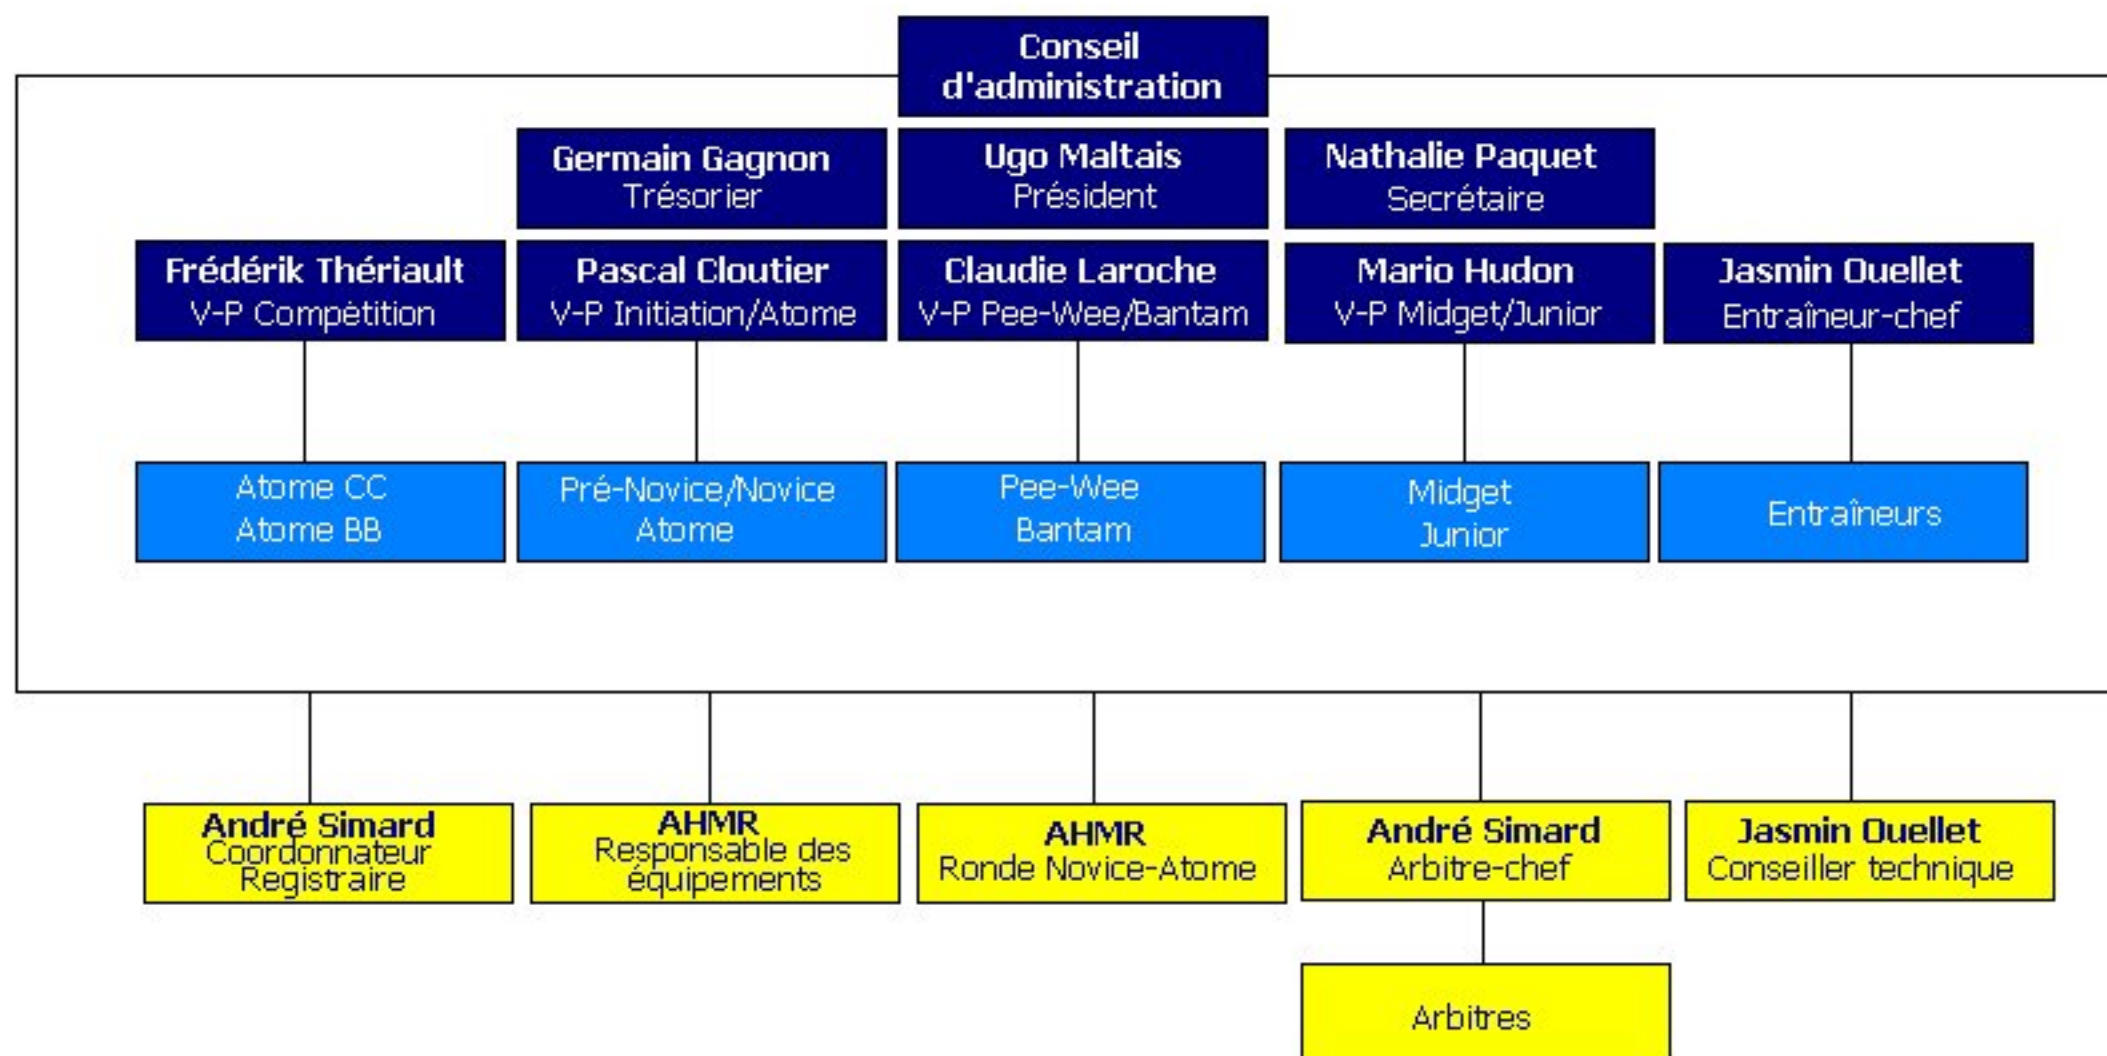 Conseil
d'administration
Germain Gagnon
Trésorier
Ugo Maltais
Président
Nathalie Paquet
Secrétaire
Frédérik Thériault
V-P Compétition
Pascal Cloutier
V-P Initiation/Atome
Claudie Laroche
V-P Pee-Wee/Bantam
Mario Hudon
V-P Midget/Junior
Jasmin Ouellet
Entraîneur-chef
Atome CC
Atome BB
Pré-Novice/Novice
Atome
Pee-Wee
Bantam
Midget
Junior
Entraîneurs
André Simard
Coordonnateur
Registraire
AHMR
Responsable des
équipements
AHMR
Ronde Novice-Atome
André Simard
Arbitre-chef
Jasmin Ouellet
Conseiller technique
Arbitres